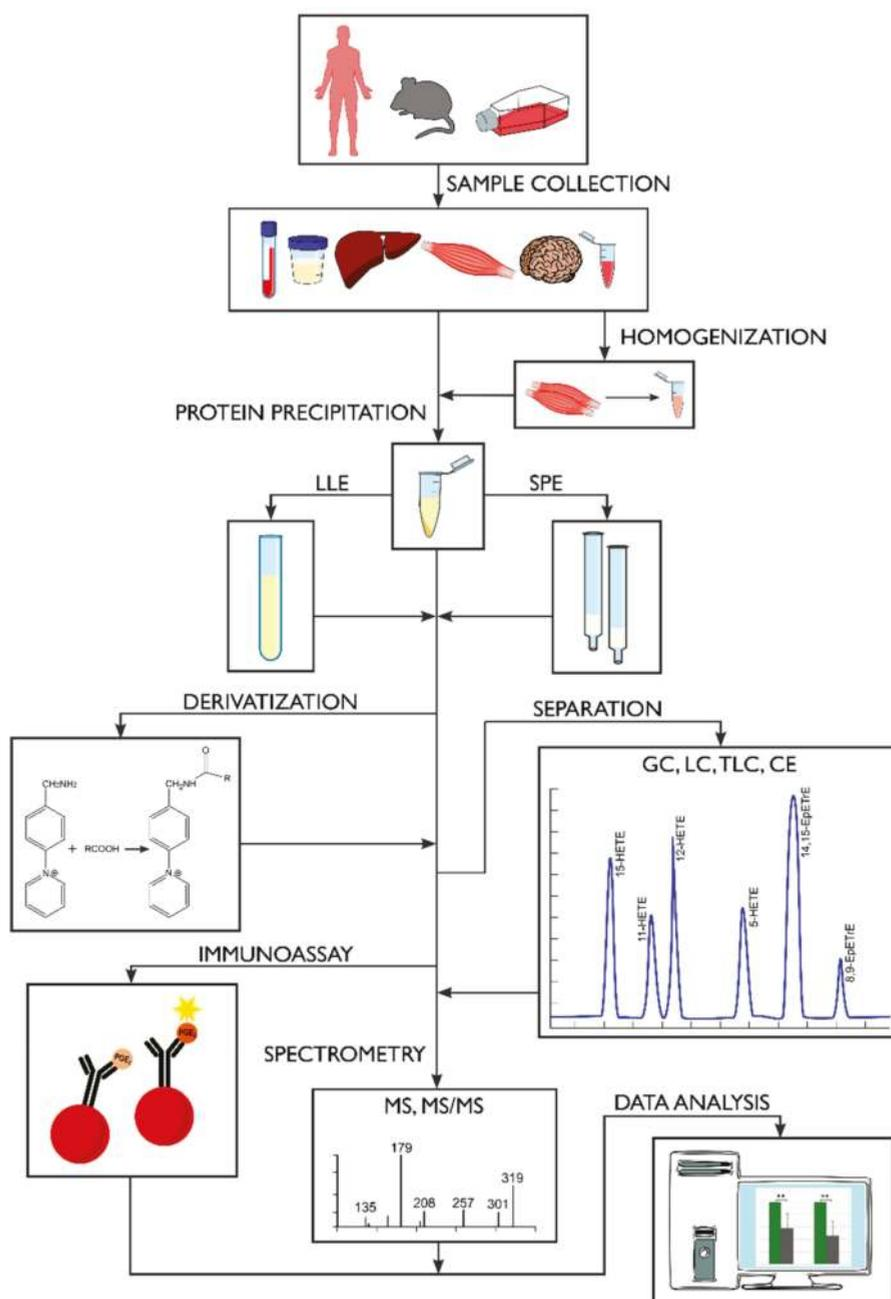 SAMPLE COLLECTION
HOMOGENIZATION
PROTEIN PRECIPITATION
LLE
SPE
DERIVATIZATION
SEPARATION
CH₂NH₂
+
RCOOH
N⊕
CH₂NH
O
R
N⊕
GC, LC, TLC, CE
15-HETE
11-HETE
12-HETE
5-HETE
14,15-EpETrE
8,9-EpETrE
IMMUNOASSAY
PGE₂
PGE₂
SPECTROMETRY
MS, MS/MS
135
179
208
257
301
319
DATA ANALYSIS
**
**